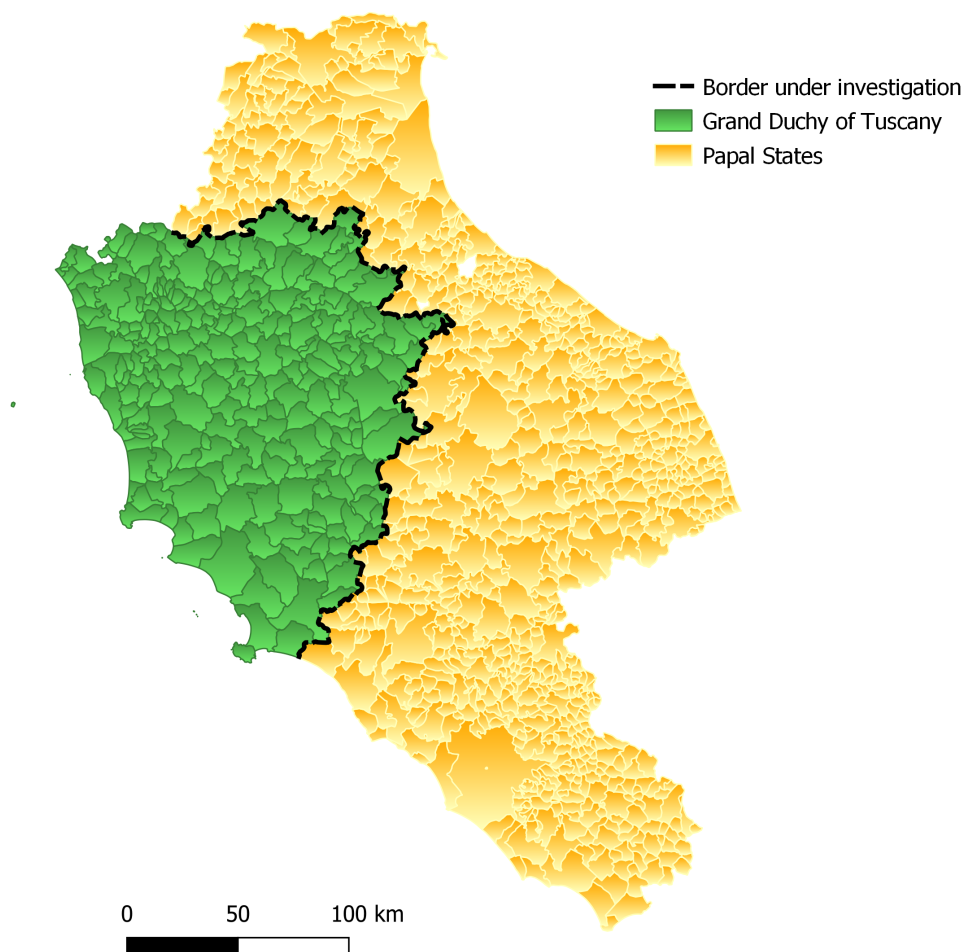 Border under investigation
Grand Duchy of Tuscany
Papal States
0 50 100 km